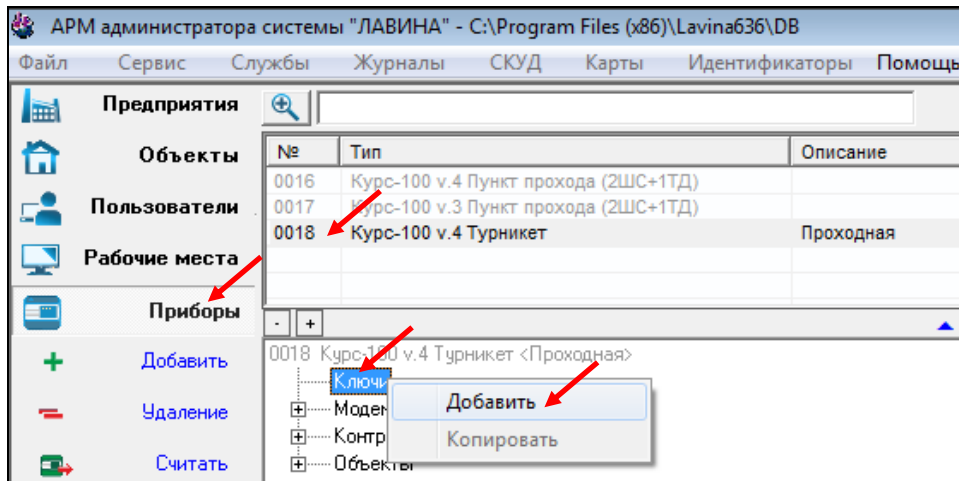 АРМ администратора системы "ЛАВИНА" - C:\Program Files (x86)\Lavina636\DB
Файл Сервис Службы Журналы СКУД Карты Идентификаторы Помощь
Предприятия
Объекты
Пользователи
Рабочие места
Приборы
Добавить
Удаление
Считать
№ Тип Описание
0016 Курс-100 v.4 Пункт прохода (2ШС+1ТД)
0017 Курс-100 v.3 Пункт прохода (2ШС+1ТД)
0018 Курс-100 v.4 Турникет Проходная
- +
0018 Курс-100 v.4 Турникет <Проходная>
Ключи
Модем
Контр
Объекты
Добавить
Копировать